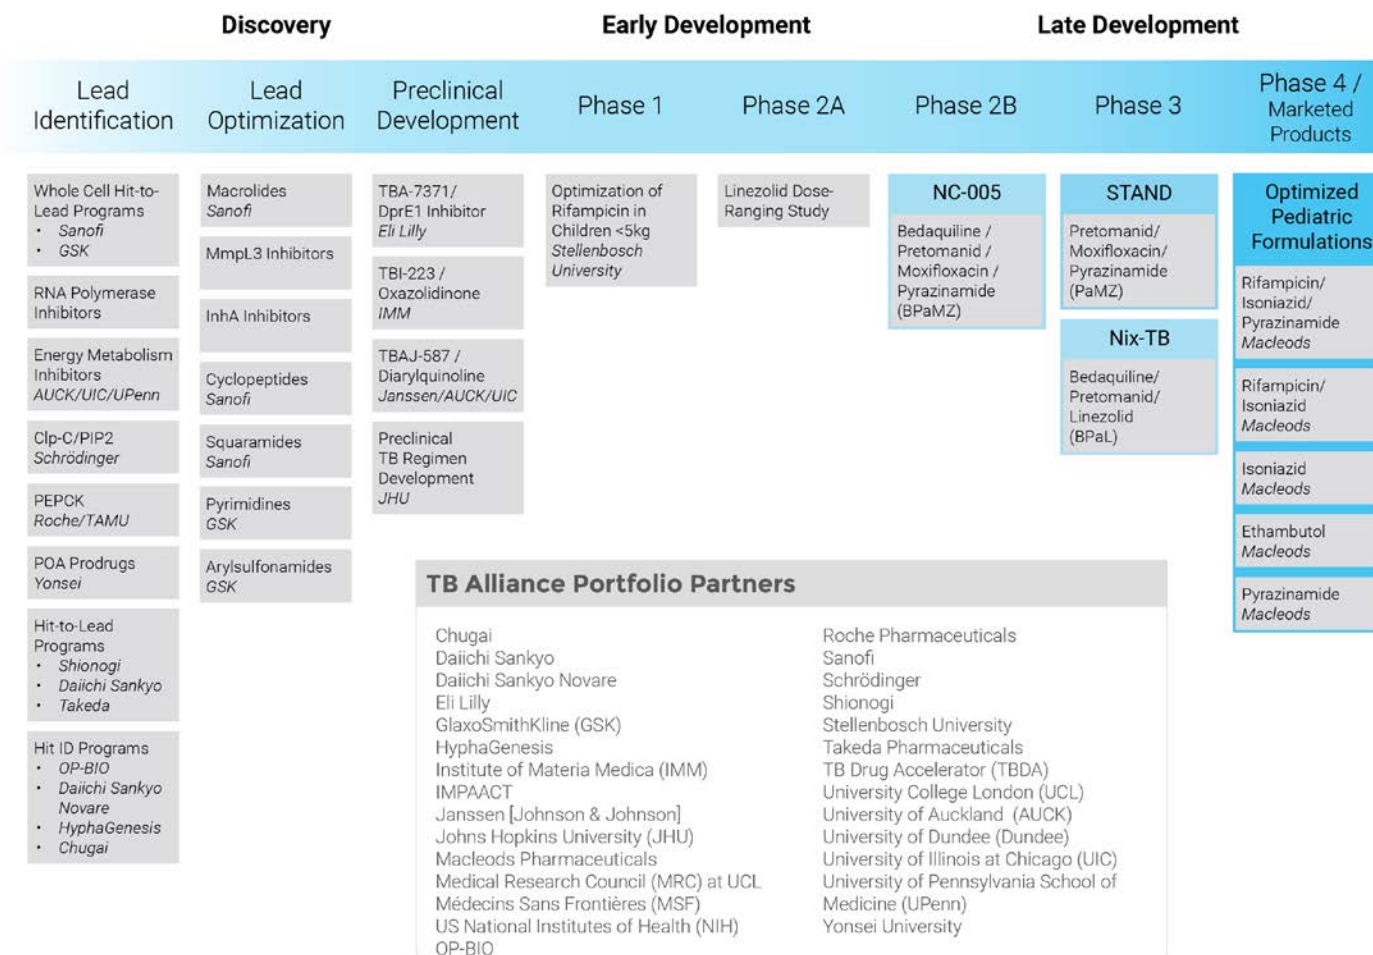 Discovery
Early Development
Late Development
Lead
Identification
Lead
Optimization
Preclinical
Development
Phase 1
Phase 2A
Phase 2B
Phase 3
Phase 4 /
Marketed
Products
Whole Cell Hit-to-
Lead Programs
• Sanofi
• GSK
RNA Polymerase
Inhibitors
Energy Metabolism
Inhibitors
AUCK/UIC/UPenn
Clp-C/PIP2
Schrödinger
PEPCK
Roche/TAMU
POA Prodrugs
Yonsei
Hit-to-Lead
Programs
• Shionogi
• Daiichi Sankyo
• Takeda
Hit ID Programs
• OP-BIO
• Daiichi Sankyo
Novare
• HyphaGenesis
• Chugai
Macrolides
Sanofi
MmpL3 Inhibitors
InhA Inhibitors
Cyclopeptides
Sanofi
Squaramides
Sanofi
Pyrimidines
GSK
Arylsulfonamides
GSK
TBA-7371/
DprE1 Inhibitor
Eli Lilly
TBI-223 /
Oxazolidinone
IMM
TBAJ-587 /
Diarylquinoline
Janssen/AUCK/UIC
Preclinical
TB Regimen
Development
JHU
Optimization of
Rifampicin in
Children <5kg
Stellenbosch
University
Linezolid Dose-
Ranging Study
NC-005
Bedaquiline /
Pretomanid /
Moxifloxacin /
Pyrazinamide
(BPaMZ)
STAND
Pretomanid/
Moxifloxacin/
Pyrazinamide
(PaMZ)
Nix-TB
Bedaquiline/
Pretomanid/
Linezolid
(BPaL)
Optimized
Pediatric
Formulations
Rifampicin/
Isoniazid/
Pyrazinamide
Macleods
Rifampicin/
Isoniazid
Macleods
Isoniazid
Macleods
Ethambutol
Macleods
Pyrazinamide
Macleods
TB Alliance Portfolio Partners
Chugai
Daiichi Sankyo
Daiichi Sankyo Novare
Eli Lilly
GlaxoSmithKline (GSK)
HyphaGenesis
Institute of Materia Medica (IMM)
IMPAACT
Janssen [Johnson & Johnson]
Johns Hopkins University (JHU)
Macleods Pharmaceuticals
Medical Research Council (MRC) at UCL
Médecins Sans Frontières (MSF)
US National Institutes of Health (NIH)
OP-BIO
Roche Pharmaceuticals
Sanofi
Schrödinger
Shionogi
Stellenbosch University
Takeda Pharmaceuticals
TB Drug Accelerator (TBDA)
University College London (UCL)
University of Auckland (AUCK)
University of Dundee (Dundee)
University of Illinois at Chicago (UIC)
University of Pennsylvania School of
Medicine (UPenn)
Yonsei University